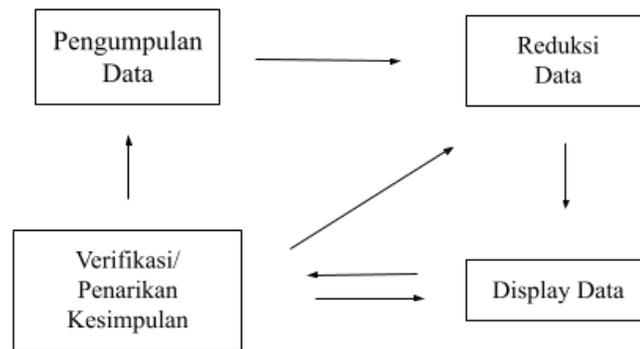 Pengumpulan
Data
Reduksi
Data
Verifikasi/
Penarikan
Kesimpulan
Display Data